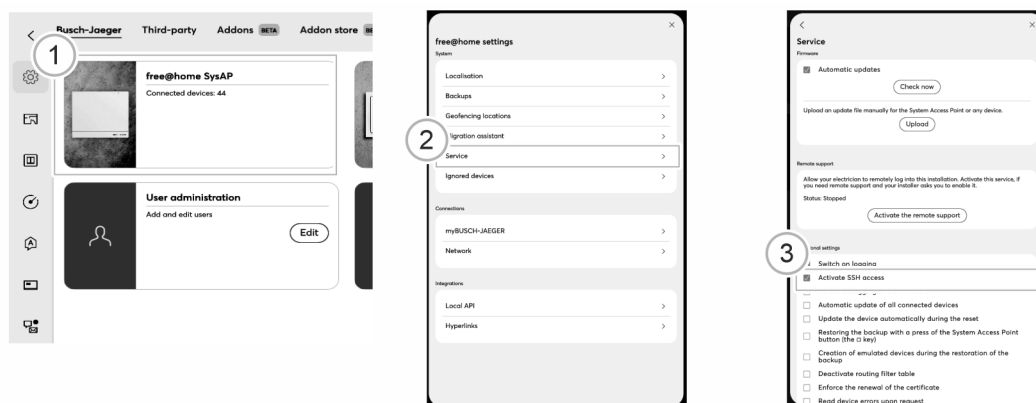 Busch-Jaeger Third-party Addons BETA Addon store
1
free@home SysAP
Connected devices: 44
User administration
Add and edit users
Edit
free@home settings
System
Localisation
Backups
Geofencing locations
Migration assistant
2
Service
Ignored devices
Connections
myBUSCH-JAEGER
Network
Integrations
Local API
Hyperlinks
Service
Firmware
Automatic updates
Check now
Upload an update file manually for the System Access Point or any device.
Upload
Remote support
Allow your electrician to remotely log into this installation. Activate this service, if
you need remote support and your installer asks you to enable it.
Status: Stopped
Activate the remote support
settings
3
Switch on logging
Activate SSH access
Automatic update of all connected devices
Update the device automatically during the reset
Restoring the backup with a press of the System Access Point
button (the □ key)
Creation of emulated devices during the restoration of the
backup
Deactivate routing filter table
Enforce the renewal of the certificate
Read device errors upon request